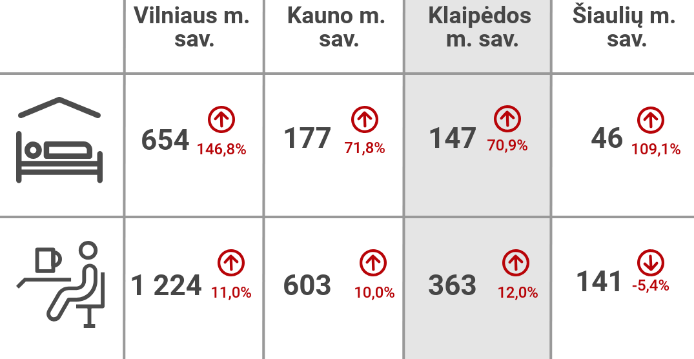 Vilniaus m. sav.
Kauno m. sav.
Klaipėdos m. sav.
Šiaulių m. sav.
654 146,8%
177 71,8%
147 70,9%
46 109,1%
1 224 11,0%
603 10,0%
363 12,0%
141 -5,4%